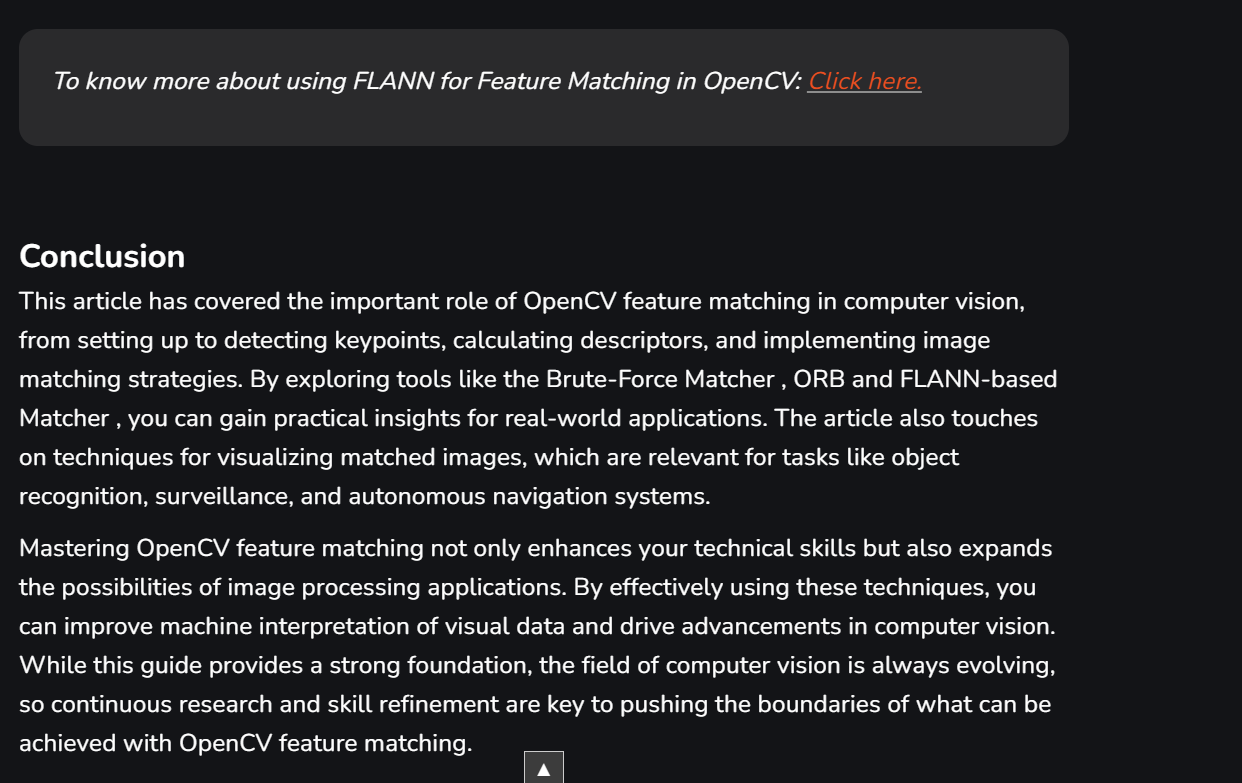 To know more about using FLANN for Feature Matching in OpenCV: Click here.
Conclusion
This article has covered the important role of OpenCV feature matching in computer vision,
from setting up to detecting keypoints, calculating descriptors, and implementing image
matching strategies. By exploring tools like the Brute-Force Matcher , ORB and FLANN-based
Matcher , you can gain practical insights for real-world applications. The article also touches
on techniques for visualizing matched images, which are relevant for tasks like object
recognition, surveillance, and autonomous navigation systems.
Mastering OpenCV feature matching not only enhances your technical skills but also expands
the possibilities of image processing applications. By effectively using these techniques, you
can improve machine interpretation of visual data and drive advancements in computer vision.
While this guide provides a strong foundation, the field of computer vision is always evolving,
so continuous research and skill refinement are key to pushing the boundaries of what can be
achieved with OpenCV feature matching.